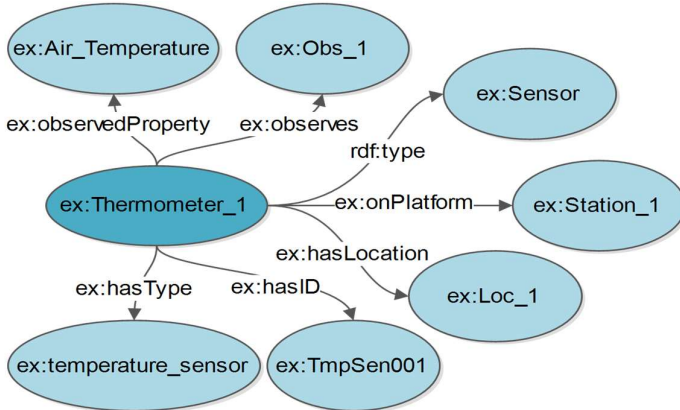 ex:Air_Temperature
ex:Obs_1
ex:Sensor
ex:observedProperty
ex:observes
rdf:type
ex:Thermometer_1
ex:onPlatform
ex:Station_1
ex:hasLocation
ex:hasType
ex:hasID
ex:Loc_1
ex:temperature_sensor
ex:TmpSen001